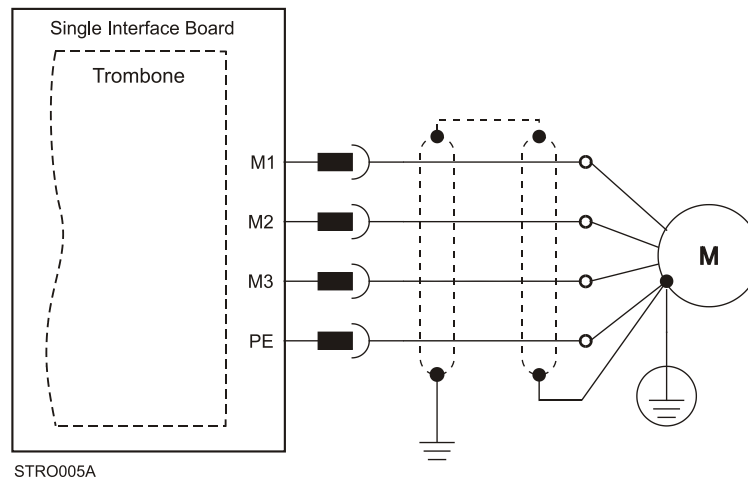 Single Interface Board
Trombone
M1
M2
M3
PE
M
STRO005A